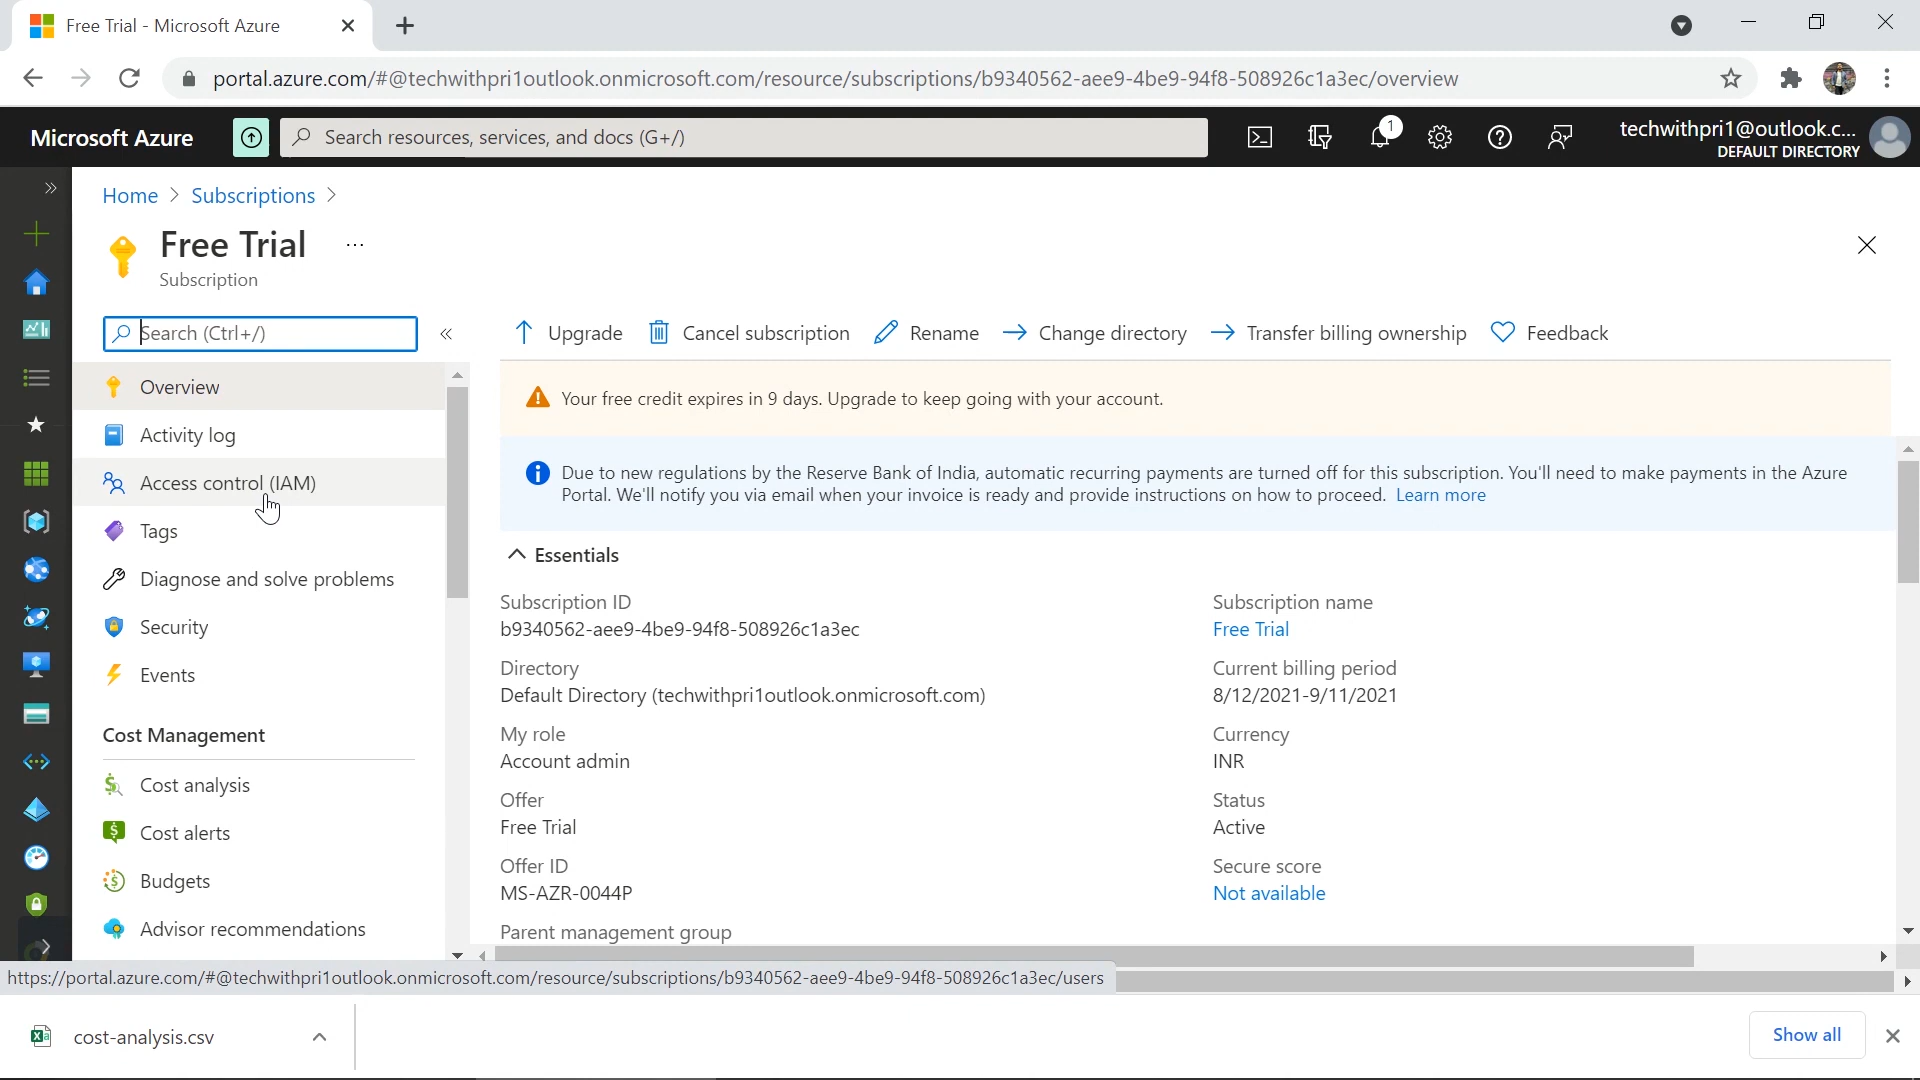 Free Trial - Microsoft Azure
portal.azure.com/#@techwithpri1outlook.onmicrosoft.com/resource/subscriptions/b9340562-aee9-4be9-94f8-508926c1a3ec/overview
Microsoft Azure
Search resources, services, and docs (G+/)
1
techwithpri1@outlook.c...
DEFAULT DIRECTORY
Home > Subscriptions >
Free Trial ...
Subscription
Search (Ctrl+/)
«
Upgrade
Cancel subscription
Rename
Change directory
Transfer billing ownership
Feedback
Overview
Activity log
Access control (IAM)
Tags
Diagnose and solve problems
Security
Events
Cost Management
Cost analysis
Cost alerts
Budgets
Advisor recommendations
Your free credit expires in 9 days. Upgrade to keep going with your account.
Due to new regulations by the Reserve Bank of India, automatic recurring payments are turned off for this subscription. You'll need to make payments in the Azure
Portal. We'll notify you via email when your invoice is ready and provide instructions on how to proceed. Learn more
Essentials
Subscription ID
b9340562-aee9-4be9-94f8-508926c1a3ec
Directory
Default Directory (techwithpri1outlook.onmicrosoft.com)
My role
Account admin
Offer
Free Trial
Offer ID
MS-AZR-0044P
Parent management group
Subscription name
Free Trial
Current billing period
8/12/2021-9/11/2021
Currency
INR
Status
Active
Secure score
Not available
https://portal.azure.com/#@techwithpri1outlook.onmicrosoft.com/resource/subscriptions/b9340562-aee9-4be9-94f8-508926c1a3ec/users
cost-analysis.csv
Show all